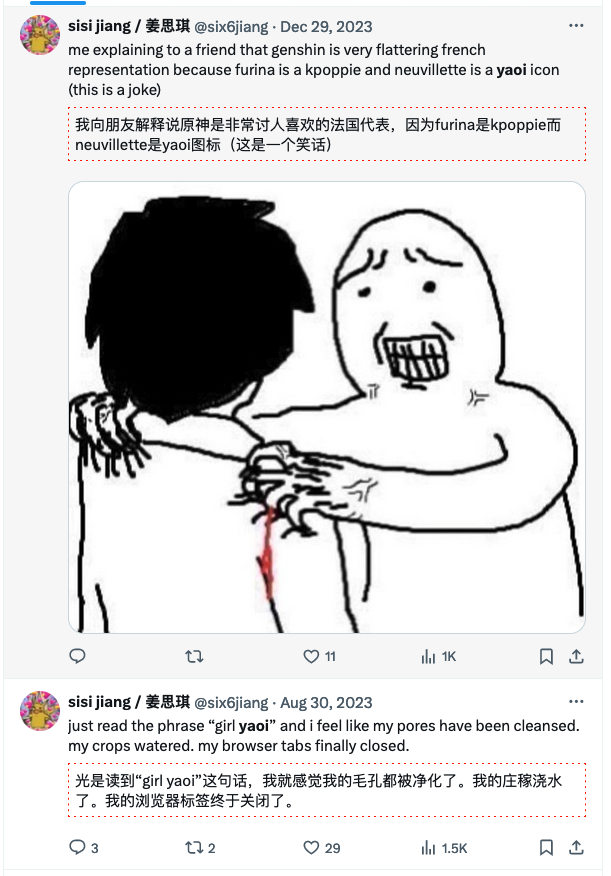 sisi jiang / 姜思琪 @six6jiang · Dec 29, 2023
me explaining to a friend that genshin is very flattering french
representation because furina is a kpoppie and neuvillette is a yaoi icon
(this is a joke)
我向朋友解释说原神是非常讨人喜欢的法国代表，因为furina是kpoppie而
neuvillette是yaoi图标（这是一个笑话）
11
1K
sisi jiang / 姜思琪 @six6jiang · Aug 30, 2023
just read the phrase “girl yaoi” and i feel like my pores have been cleansed.
my crops watered. my browser tabs finally closed.
光是读到“girl yaoi”这句话，我就感觉我的毛孔都被净化了。我的庄稼浇水
了。我的浏览器标签终于关闭了。
3
2
29
1.5K